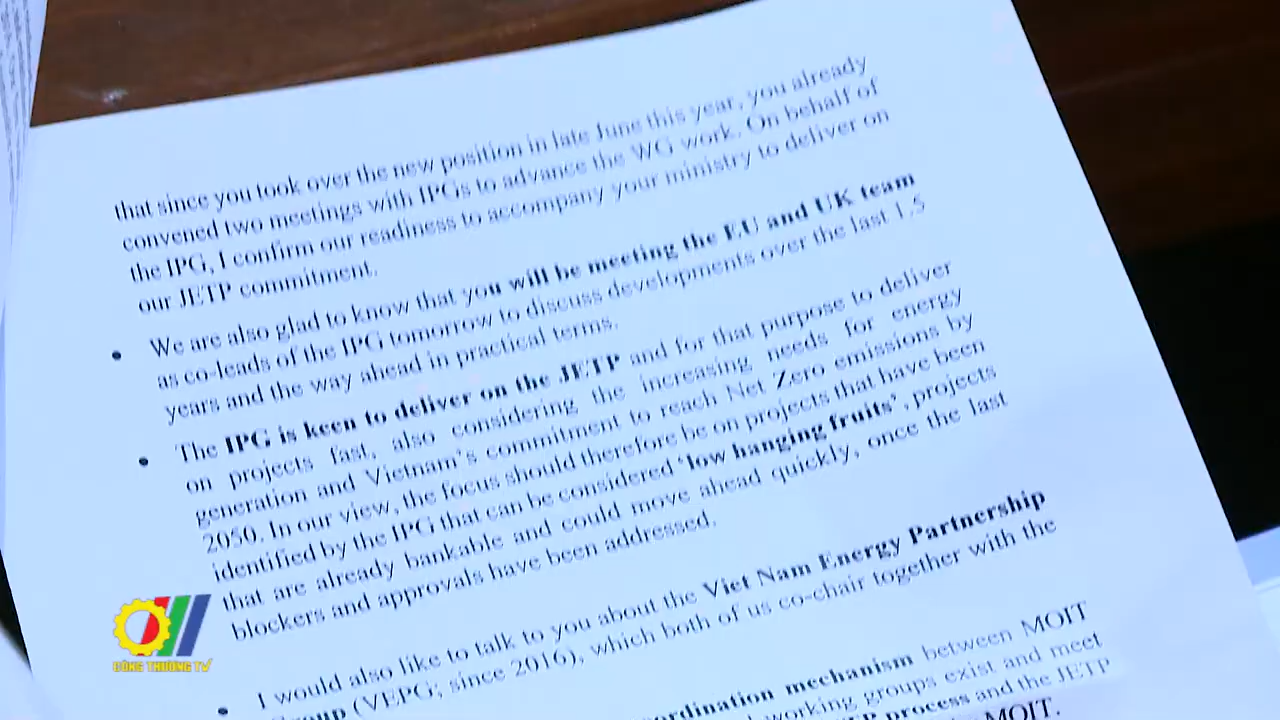 that since you took over the new position in late June this year, you already
convened two meetings with IPGs to advance the WG work. On behalf of
the IPG, I confirm our readiness to accompany your ministry to deliver on
our JETP commitment.
• We are also glad to know that you will be meeting the EU and UK team
as co-leads of the IPG tomorrow to discuss developments over the last 1.5
years and the way ahead in practical terms.
• The IPG is keen to deliver on the JETP and for that purpose to deliver
on projects fast, also considering the increasing needs for energy
generation and Vietnam's commitment to reach Net Zero emissions by
2050. In our view, the focus should therefore be on projects that have been
identified by the IPG that can be considered 'low hanging fruits', projects
that are already bankable and could move ahead quickly, once the last
blockers and approvals have been addressed.
• I would also like to talk to you about the Viet Nam Energy Partnership
Group (VEPG; since 2016), which both of us co-chair together with the
mechanism between MOIT
working groups exist and meet
process and the JETP
MOIT.
CÔNG THƯƠNG TV